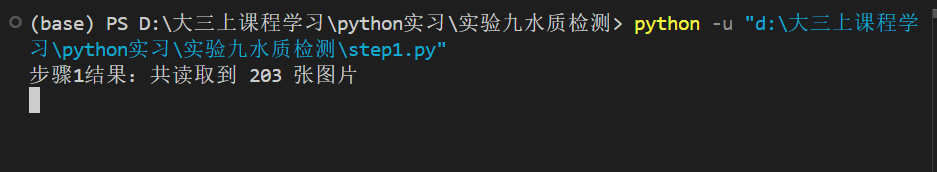 (base) PS D:\大三上课程学习\python实习\实验九水质检测> python -u "d:\大三上课程学
习\python实习\实验九水质检测\step1.py"
步骤1结果: 共读取到 203 张图片